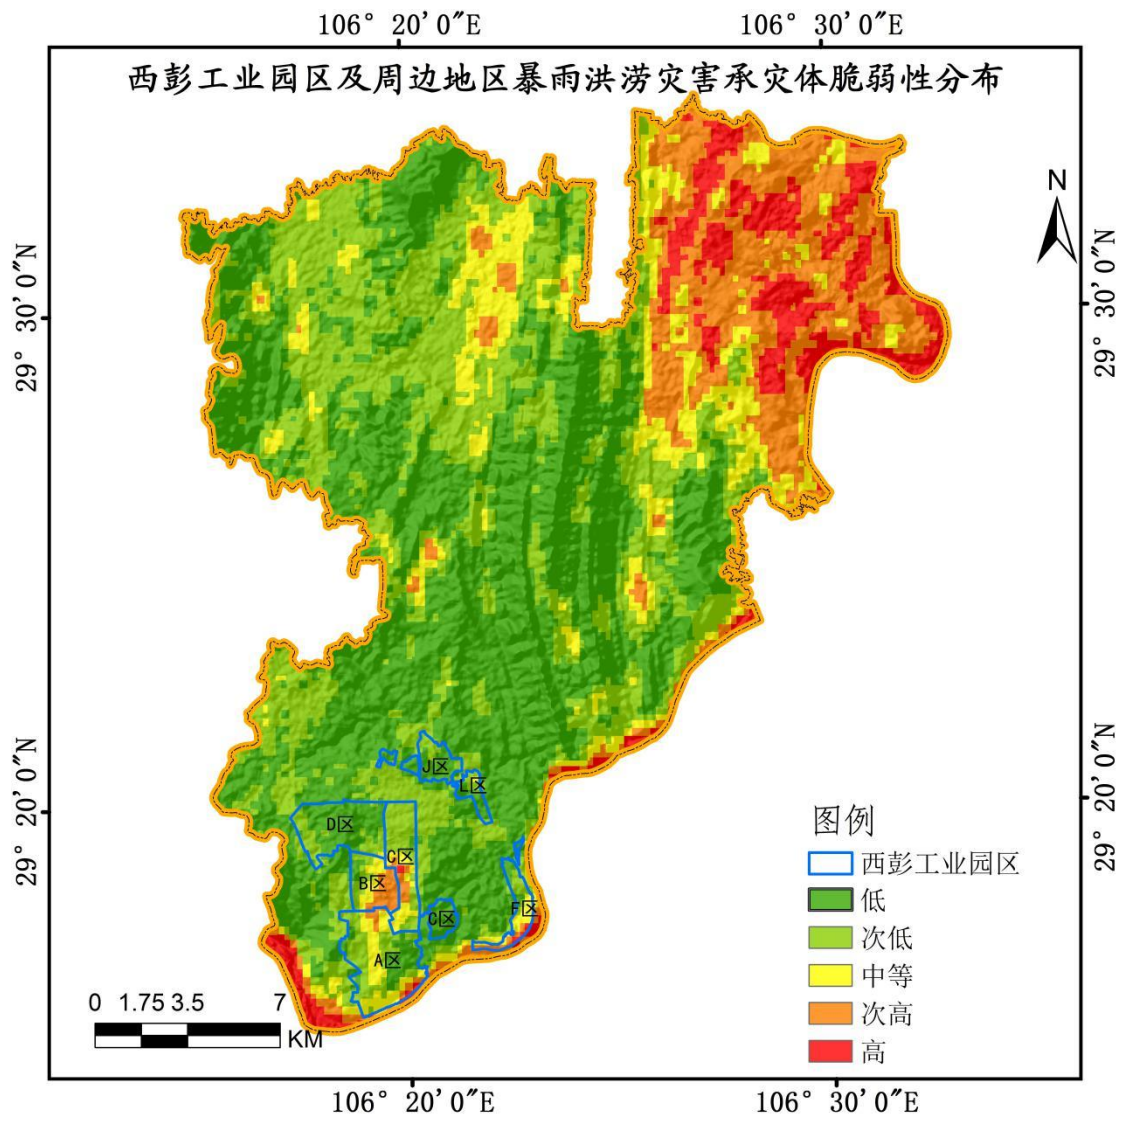 106° 20′0″E 106° 30′0″E
西彭工业园区及周边地区暴雨洪涝灾害承灾体脆弱性分布
N
29° 30′0″N
29° 30′0″N
29° 20′0″N
29° 20′0″N
J区
L区
D区
C区
B区
C区
F区
A区
图例
西彭工业园区
低
次低
中等
次高
高
0 1.75 3.5 7
KM
106° 20′0″E 106° 30′0″E